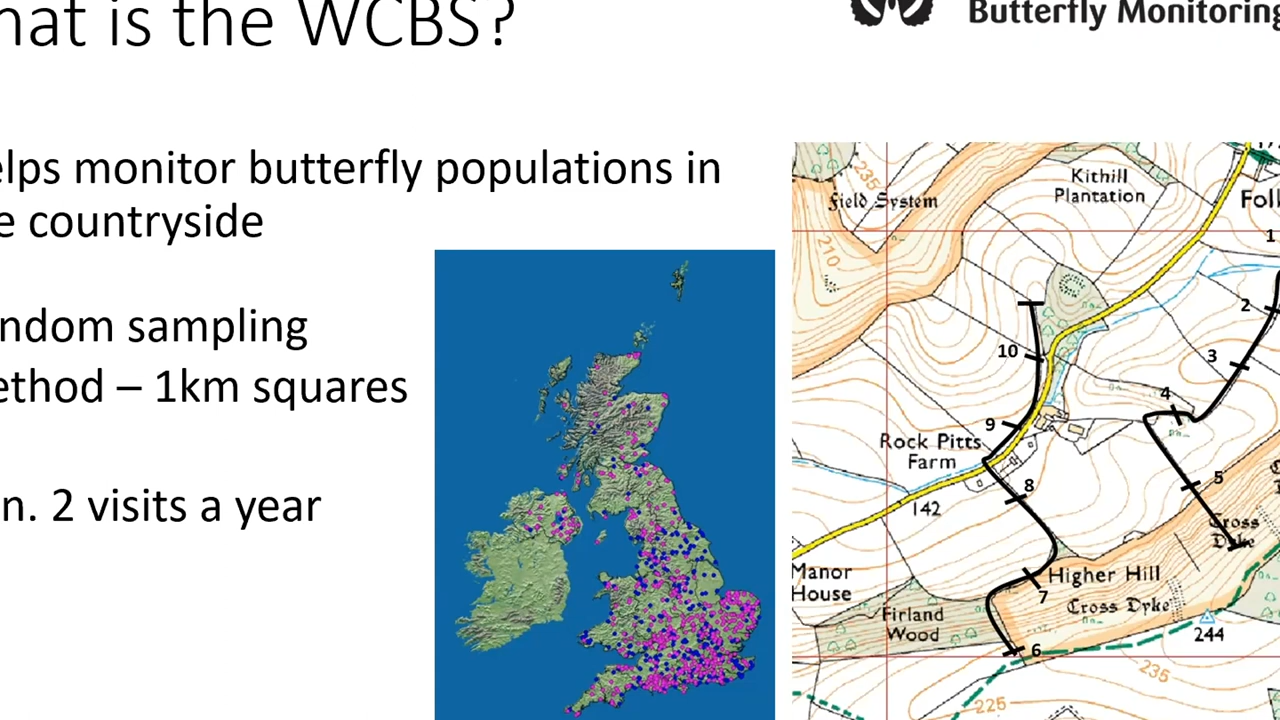 hat is the WCBS?
Butterfly Monitoring
elps monitor butterfly populations in
e countryside
ndom sampling
ethod – 1km squares
n. 2 visits a year
235
Kithill
Plantation
Field System
Foll
210
1
2
3
10
4
9
Rock Pitts
Farm
8
5
142
Cross
Dyke
Manor
House
Higher Hill
7
Cross Dyke
Firland
Wood
244
6
235
225